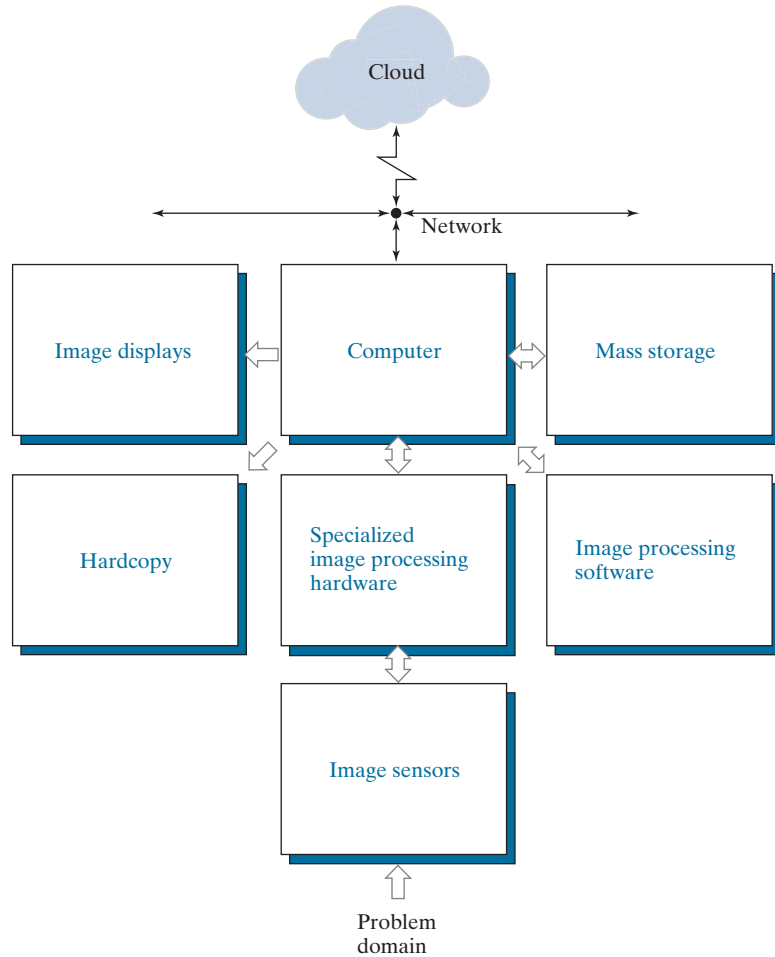 Cloud
Network
Image displays
Computer
Mass storage
Hardcopy
Specialized
image processing
hardware
Image processing
software
Image sensors
Problem
domain